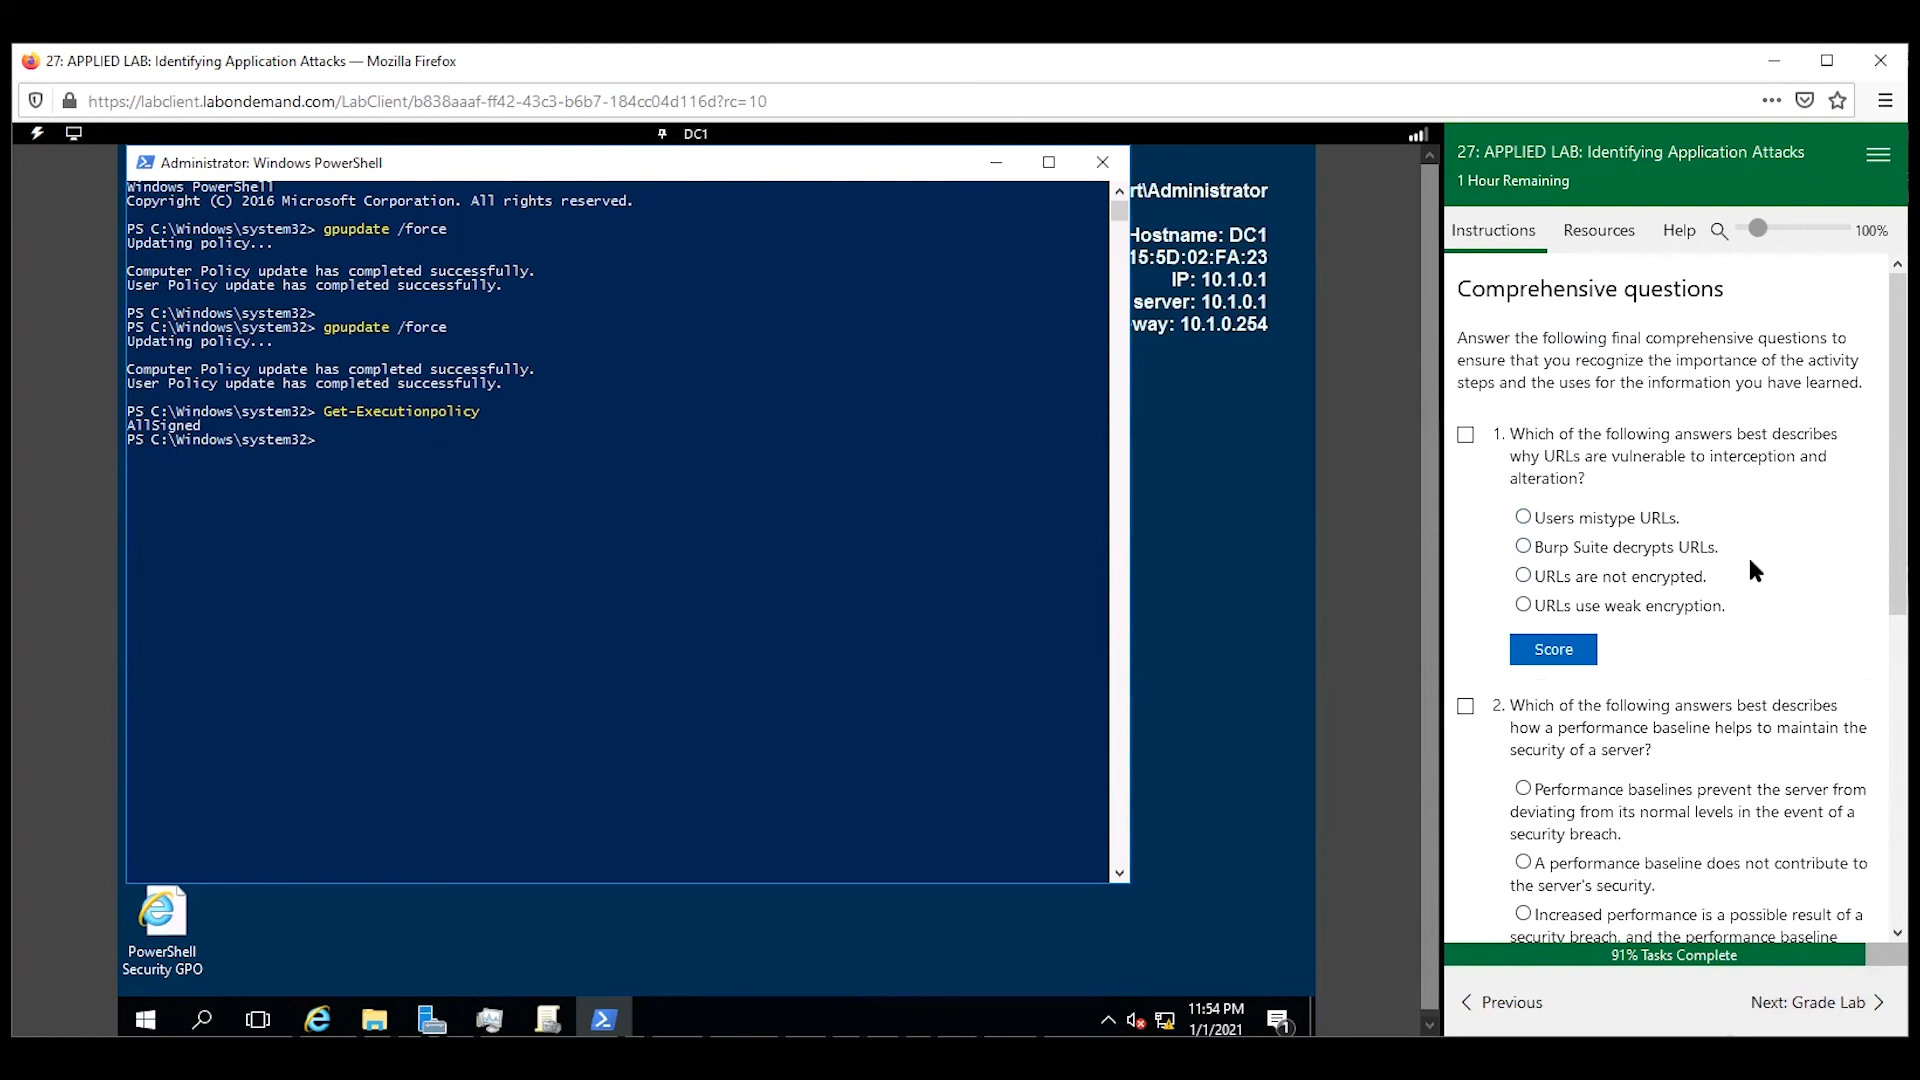 27: APPLIED LAB: Identifying Application Attacks — Mozilla Firefox
https://labclient.labondemand.com/LabClient/b838aaaf-ff42-43c3-b6b7-184cc04d116d?rc=10
DC1
Administrator: Windows PowerShell
Windows PowerShell
Copyright (C) 2016 Microsoft Corporation. All rights reserved.
PS C:\Windows\system32> gpupdate /force
Updating policy...
Computer Policy update has completed successfully.
User Policy update has completed successfully.
PS C:\Windows\system32>
PS C:\Windows\system32> gpupdate /force
Updating policy...
Computer Policy update has completed successfully.
User Policy update has completed successfully.
PS C:\Windows\system32> Get-Executionpolicy
AllSigned
PS C:\Windows\system32>
rt\Administrator
Hostname: DC1
15:5D:02:FA:23
IP: 10.1.0.1
server: 10.1.0.1
way: 10.1.0.254
PowerShell
Security GPO
11:54 PM
1/1/2021
1
27: APPLIED LAB: Identifying Application Attacks
1 Hour Remaining
Instructions
Resources
Help
100%
Comprehensive questions
Answer the following final comprehensive questions to
ensure that you recognize the importance of the activity
steps and the uses for the information you have learned.
1. Which of the following answers best describes
why URLs are vulnerable to interception and
alteration?
Users mistype URLs.
Burp Suite decrypts URLs.
URLs are not encrypted.
URLs use weak encryption.
Score
2. Which of the following answers best describes
how a performance baseline helps to maintain the
security of a server?
Performance baselines prevent the server from
deviating from its normal levels in the event of a
security breach.
A performance baseline does not contribute to
the server's security.
Increased performance is a possible result of a
security breach, and the performance baseline
91% Tasks Complete
Previous
Next: Grade Lab